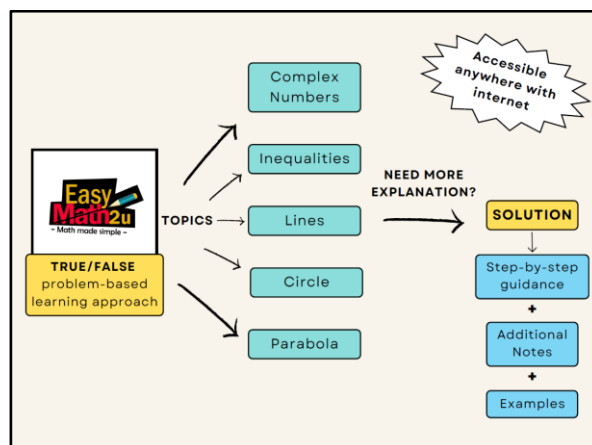 Accessible
anywhere with
internet
Complex
Numbers
Inequalities
NEED MORE
EXPLANATION?
Easy
Math2u
~ Math made simple ~
TOPICS
Lines
SOLUTION
TRUE/FALSE
problem-based
learning approach
Circle
Step-by-step
guidance
+
Parabola
Additional
Notes
+
Examples